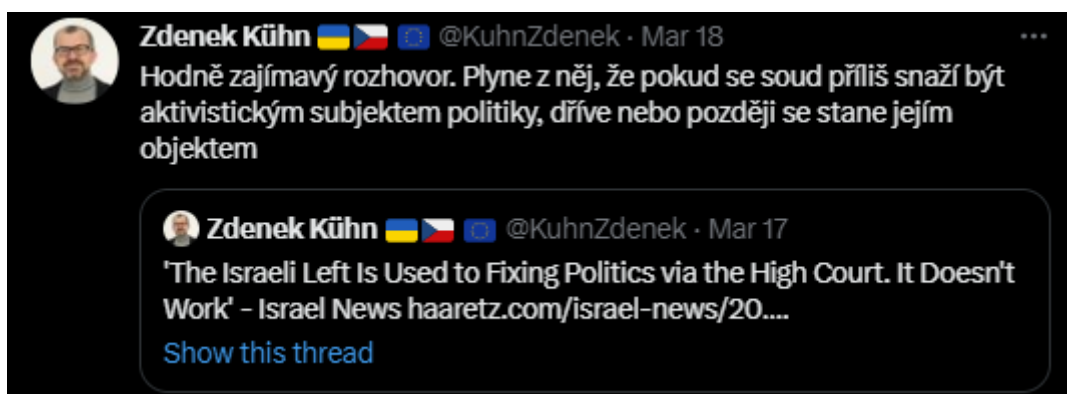 Zdenek Kühn 🇺🇦🇨🇿 🇪🇺 @KuhnZdenek · Mar 18 ···
Hodně zajímavý rozhovor. Plyne z něj, že pokud se soud příliš snaží být
aktivistickým subjektem politiky, dříve nebo později se stane jejím
objektem
Zdenek Kühn 🇺🇦🇨🇿 🇪🇺 @KuhnZdenek · Mar 17
'The Israeli Left Is Used to Fixing Politics via the High Court. It Doesn't
Work' - Israel News haaretz.com/israel-news/20....
Show this thread